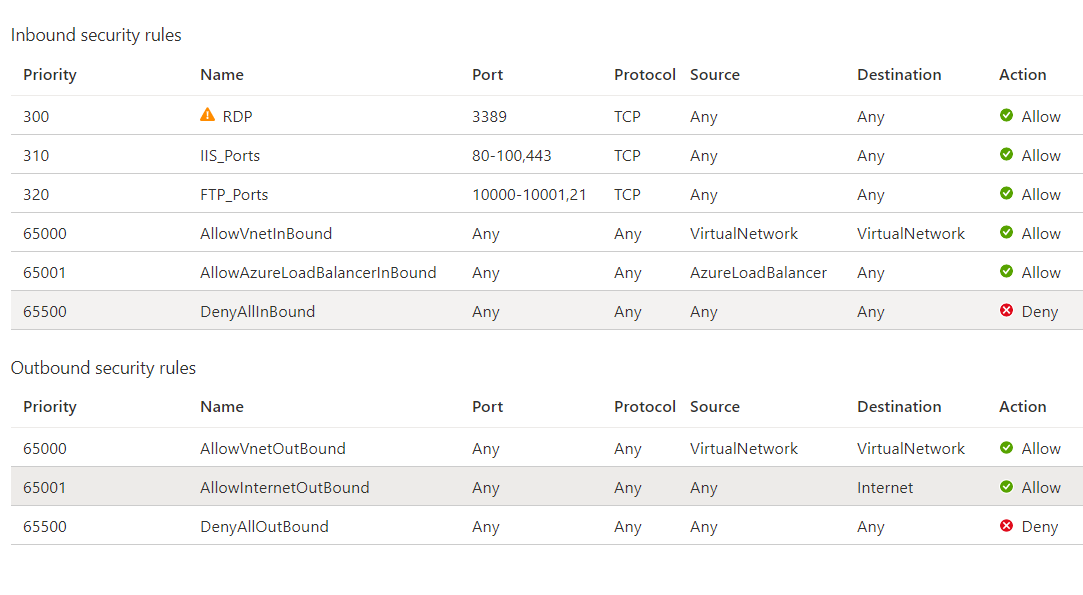 Inbound security rules
Priority Name Port Protocol Source Destination Action
300 RDP 3389 TCP Any Any Allow
310 IIS_Ports 80-100,443 TCP Any Any Allow
320 FTP_Ports 10000-10001,21 TCP Any Any Allow
65000 AllowVnetInBound Any Any VirtualNetwork VirtualNetwork Allow
65001 AllowAzureLoadBalancerInBound Any Any AzureLoadBalancer Any Allow
65500 DenyAllInBound Any Any Any Any Deny
Outbound security rules
Priority Name Port Protocol Source Destination Action
65000 AllowVnetOutBound Any Any VirtualNetwork VirtualNetwork Allow
65001 AllowInternetOutBound Any Any Any Internet Allow
65500 DenyAllOutBound Any Any Any Any Deny